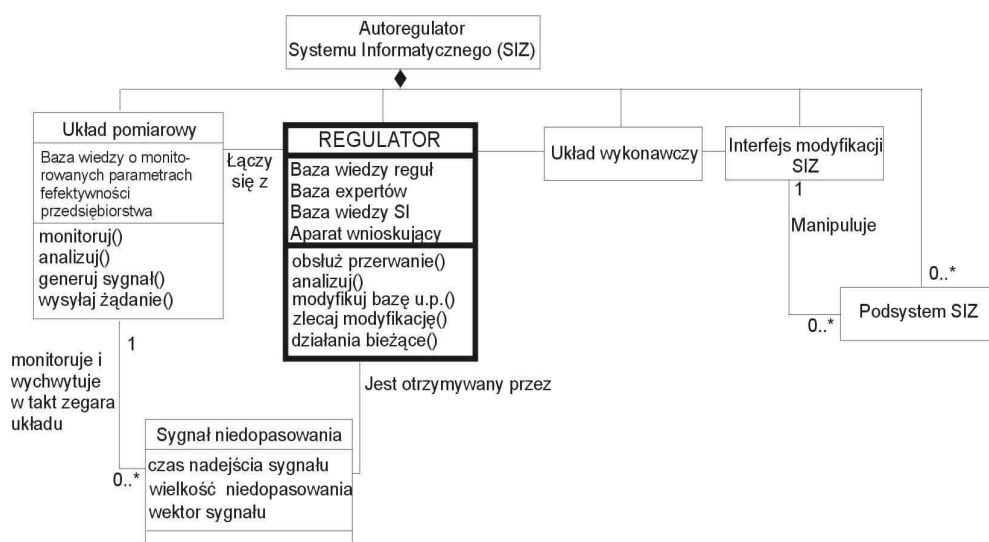 Autoregulator
Systemu Informatycznego (SIZ)
Układ pomiarowy
Baza wiedzy o monito-
rowanych parametrach
fefektywności
przedsiębiorstwa
monitoruj()
analizuj()
generuj sygnał()
wysyłaj żądanie()
Łączy
się z
REGULATOR
Baza wiedzy reguł
Baza expertów
Baza wiedzy SI
Aparat wnioskujący
obsłuż przerwanie()
analizuj()
modyfikuj bazę u.p.()
zlecaj modyfikację()
działania bieżące()
Układ wykonawczy
Interfejs modyfikacji
SIZ
1
Manipuluje
0..*
0..*
Podsystem SIZ
1
monitoruje i
wychwytuje
w takt zegara
układu
0..*
Jest otrzymywany przez
Sygnał niedopasowania
czas nadejścia sygnału
wielkość niedopasowania
wektor sygnału